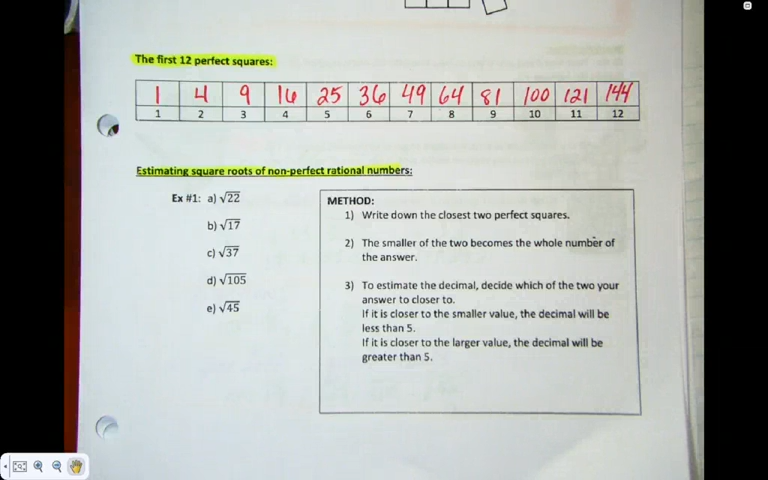 The first 12 perfect squares:
1 4 9 16 25 36 49 64 81 100 121 144
1 2 3 4 5 6 7 8 9 10 11 12
Estimating square roots of non-perfect rational numbers:
Ex #1: a) √22
b) √17
c) √37
d) √105
e) √45
METHOD:
1) Write down the closest two perfect squares.
2) The smaller of the two becomes the whole number of
the answer.
3) To estimate the decimal, decide which of the two your
answer to closer to.
If it is closer to the smaller value, the decimal will be
less than 5.
If it is closer to the larger value, the decimal will be
greater than 5.